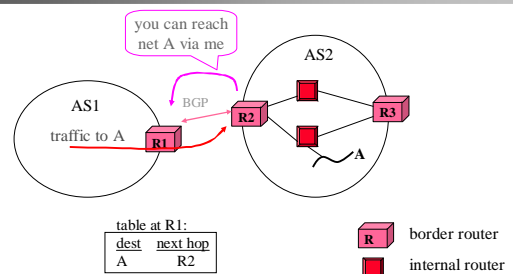 you can reach
net A via me
AS2
AS1
BGP
R2
R3
traffic to A
R1
A
table at R1:
dest next hop
A R2
R border router
internal router